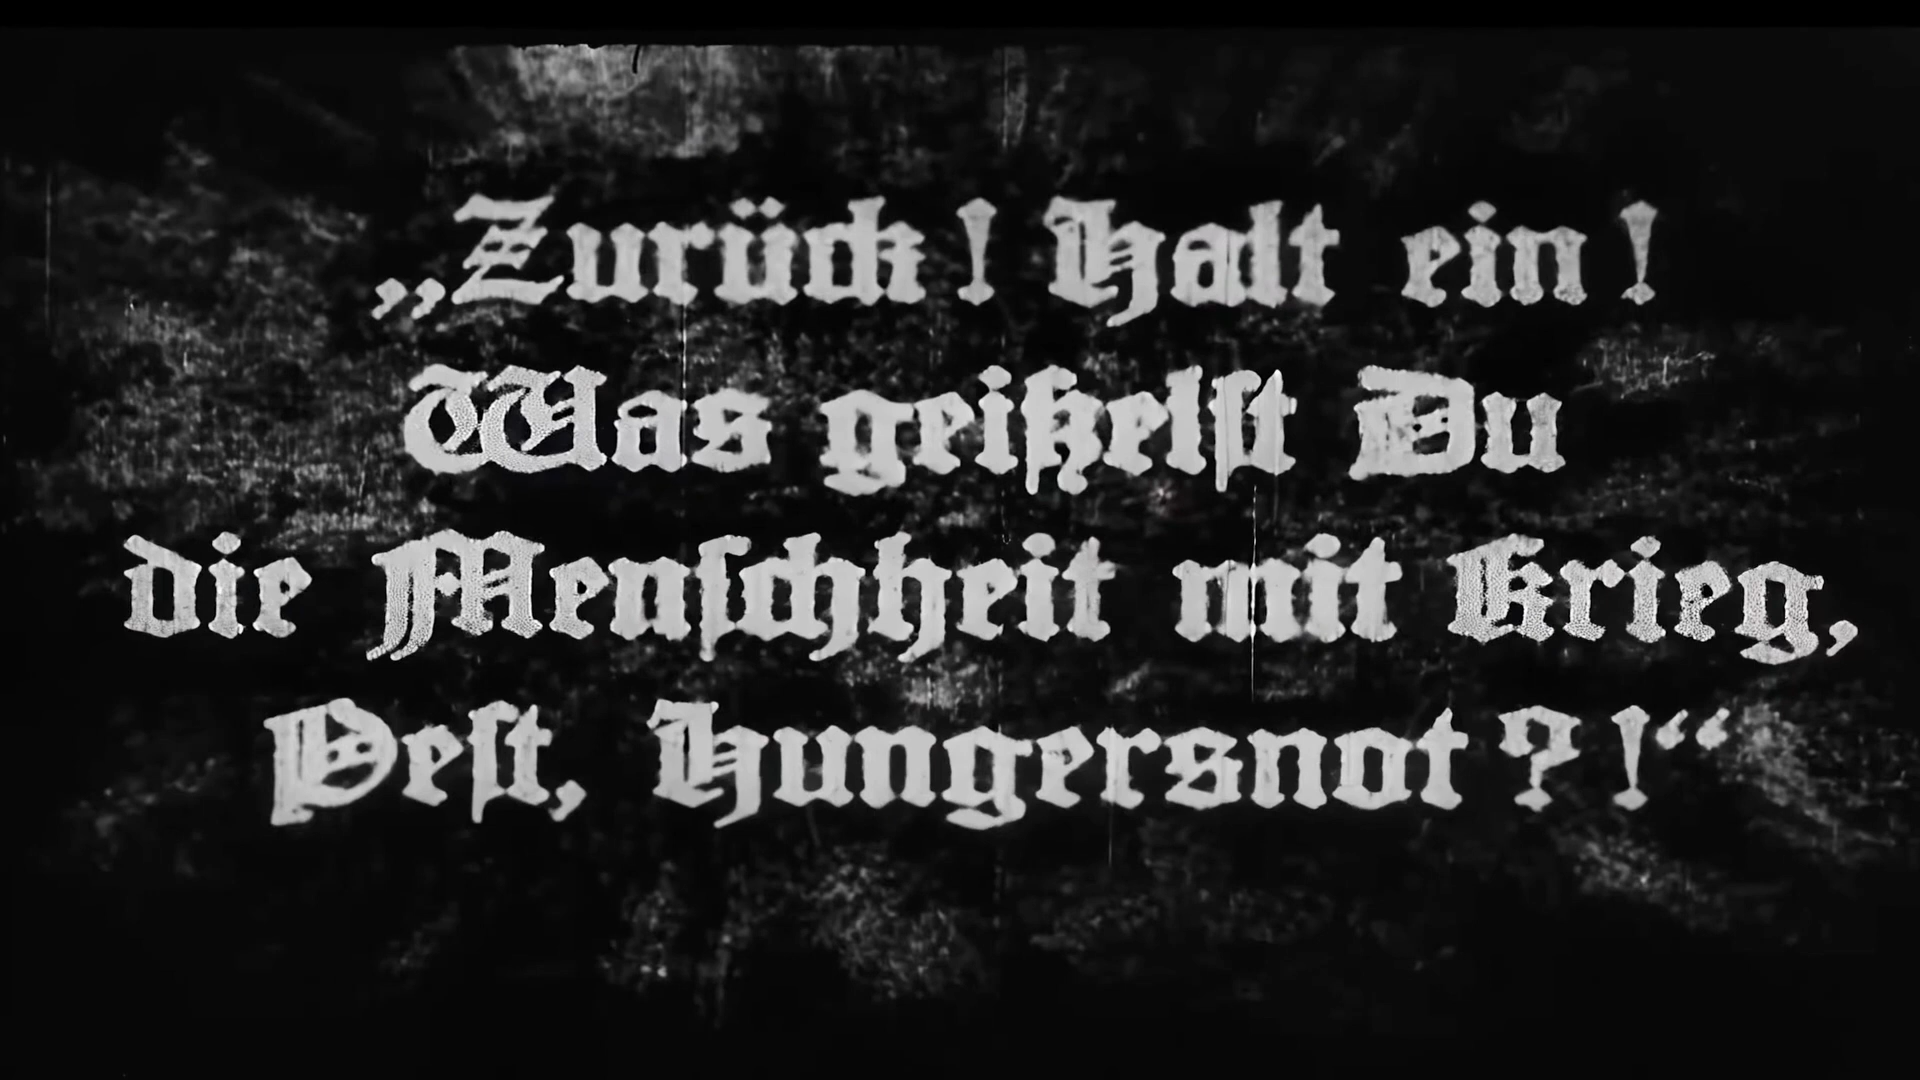 „Zurück! Halt ein!
Was geißelst Du
die Menschheit mit Krieg,
Pest, Hungersnot?!“